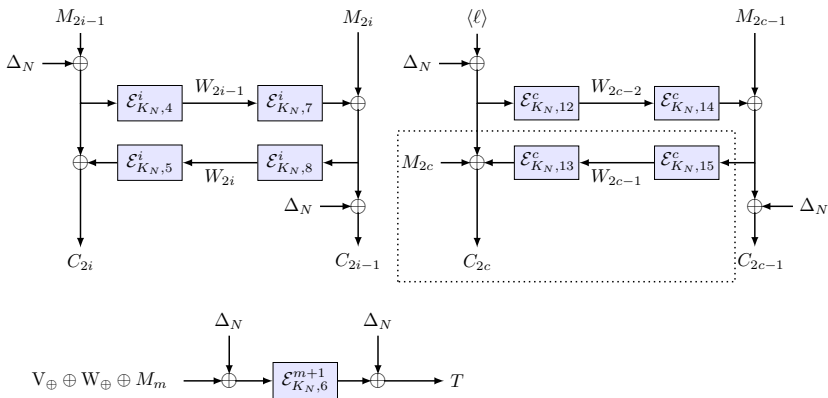 M_{2i−1} M_{2i} ⟨ℓ⟩ M_{2c−1}
Δ_N Δ_N
ℰ^i_{K_N,4} W_{2i−1} ℰ^i_{K_N,7} ℰ^c_{K_N,12} W_{2c−2} ℰ^c_{K_N,14}
ℰ^i_{K_N,5} W_{2i} ℰ^i_{K_N,8} M_{2c} ℰ^c_{K_N,13} W_{2c−1} ℰ^c_{K_N,15}
Δ_N Δ_N
C_{2i} C_{2i−1} C_{2c} C_{2c−1}
Δ_N Δ_N
V_⊕ ⊕ W_⊕ ⊕ M_m ℰ^{m+1}_{K_N,6} T